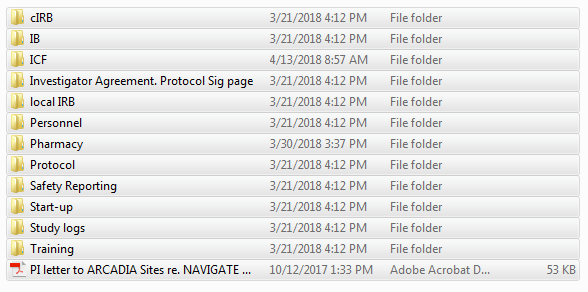 cIRB 3/21/2018 4:12 PM File folder
IB 3/21/2018 4:12 PM File folder
ICF 4/13/2018 8:57 AM File folder
Investigator Agreement. Protocol Sig page 3/21/2018 4:12 PM File folder
local IRB 3/21/2018 4:12 PM File folder
Personnel 3/21/2018 4:12 PM File folder
Pharmacy 3/30/2018 3:37 PM File folder
Protocol 3/21/2018 4:12 PM File folder
Safety Reporting 3/21/2018 4:12 PM File folder
Start-up 3/21/2018 4:12 PM File folder
Study logs 3/21/2018 4:12 PM File folder
Training 3/21/2018 4:12 PM File folder
PI letter to ARCADIA Sites re. NAVIGATE ... 10/12/2017 1:33 PM Adobe Acrobat D... 53 KB